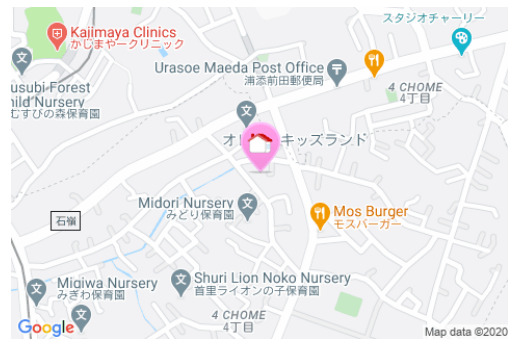 スタジオチャーリー
Kajimaya Clinics
かじまやークリニック
Urasoe Maeda Post Office
浦添前田郵便局
usubi Forest
hild Nursery
むすびの森保育園
4 CHOME
4丁目
キッズランド
Midori Nursery
みどり保育園
石嶺
Mos Burger
モスバーガー
Migiwa Nursery
みぎわ保育園
Shuri Lion Noko Nursery
首里ライオンの子保育園
4 CHOME
4丁目
Google
Map data ©2020